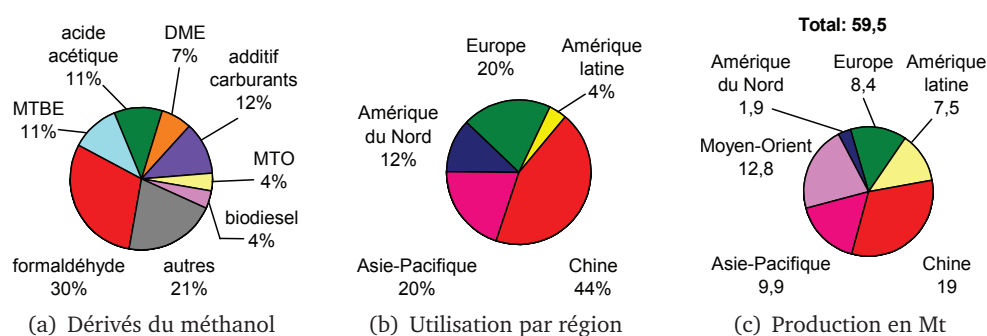 acide
acétique
11%
DME
7%
additif
carburants
12%
MTBE
11%
MTO
4%
biodiesel
4%
formaldéhyde
30%
autres
21%
(a) Dérivés du méthanol
Europe
20%
Amérique
latine
4%
Amérique
du Nord
12%
Asie-Pacifique
20%
Chine
44%
(b) Utilisation par région
Total: 59,5
Amérique
du Nord
1,9
Europe
8,4
Amérique
latine
7,5
Moyen-Orient
12,8
Asie-Pacifique
9,9
Chine
19
(c) Production en Mt